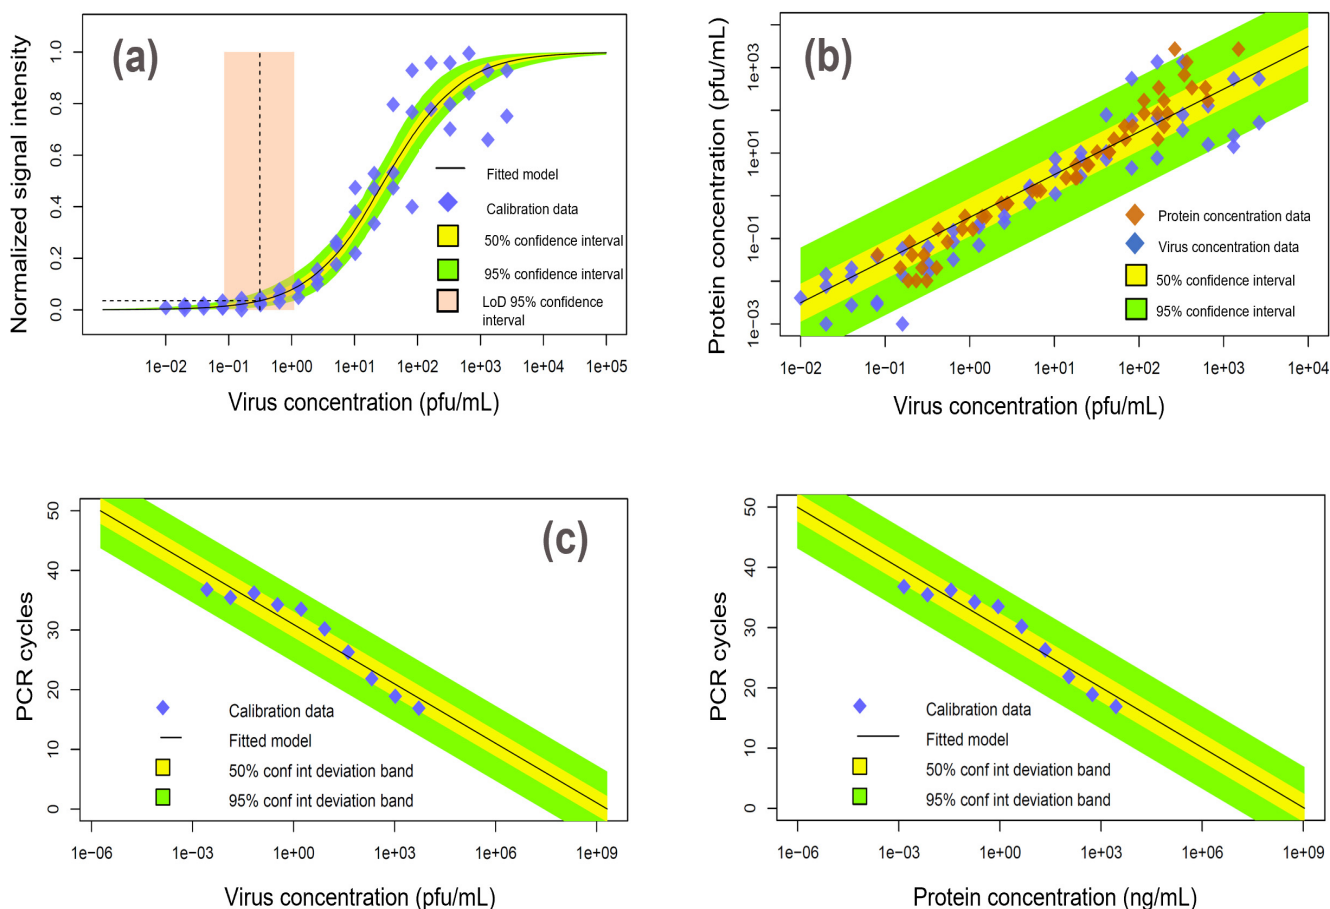 (a)
Normalized signal intensity
1.0
0.8
0.6
0.4
0.2
0.0
Fitted model
Calibration data
50% confidence interval
95% confidence interval
LoD 95% confidence
interval
1e-02
1e-01
1e+00
1e+01
1e+02
1e+03
1e+04
1e+05
Virus concentration (pfu/mL)
(b)
Protein concentration (pfu/mL)
1e+03
1e+01
1e-01
1e-03
Protein concentration data
Virus concentration data
50% confidence interval
95% confidence interval
1e-02
1e-01
1e+00
1e+01
1e+02
1e+03
1e+04
Virus concentration (pfu/mL)
(c)
PCR cycles
50
40
30
20
10
0
Calibration data
Fitted model
50% conf int deviation band
95% conf int deviation band
1e-06
1e-03
1e+00
1e+03
1e+06
1e+09
Virus concentration (pfu/mL)
PCR cycles
50
40
30
20
10
0
Calibration data
Fitted model
50% conf int deviation band
95% conf int deviation band
1e-06
1e-03
1e+00
1e+03
1e+06
1e+09
Protein concentration (ng/mL)